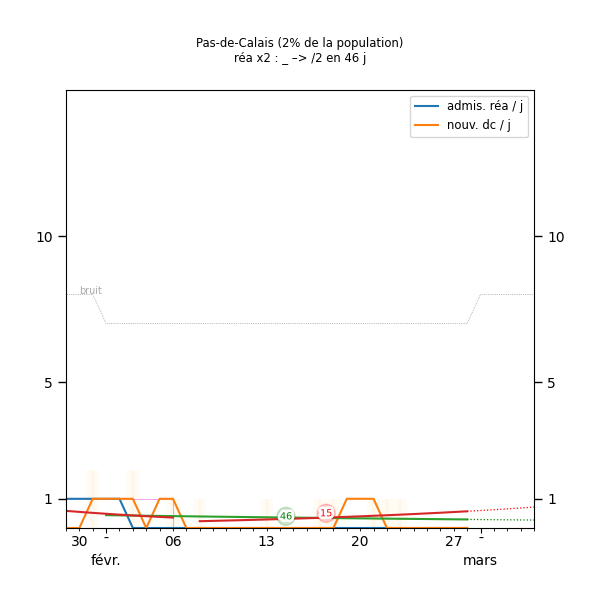 Pas-de-Calais (2% de la population)
réa x2 : _ –> /2 en 46 j
admis. réa / j
nouv. dc / j
10 10
bruit
5 5
46 15
1 1
30 - 06 13 20 27 -
févr. mars